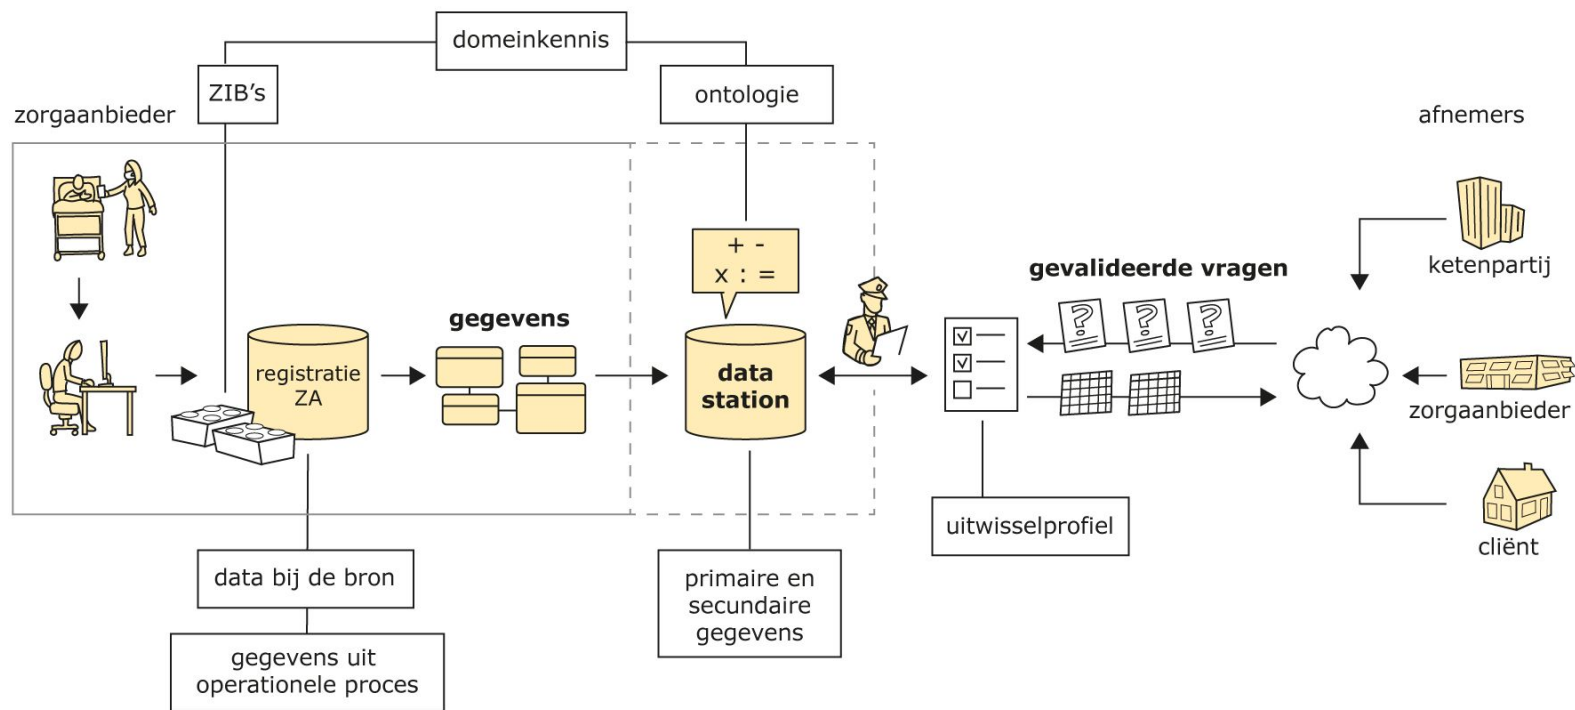 domeinkennis
ZIB's
ontologie
zorgaanbieder
afnemers
+ -
x : =
ketenpartij
gevalideerde vragen
? ? ?
gegevens
registratie
ZA
data
station
zorgaanbieder
uitwisselprofiel
cliënt
data bij de bron
primaire en
secundaire
gegevens
gegevens uit
operationele proces